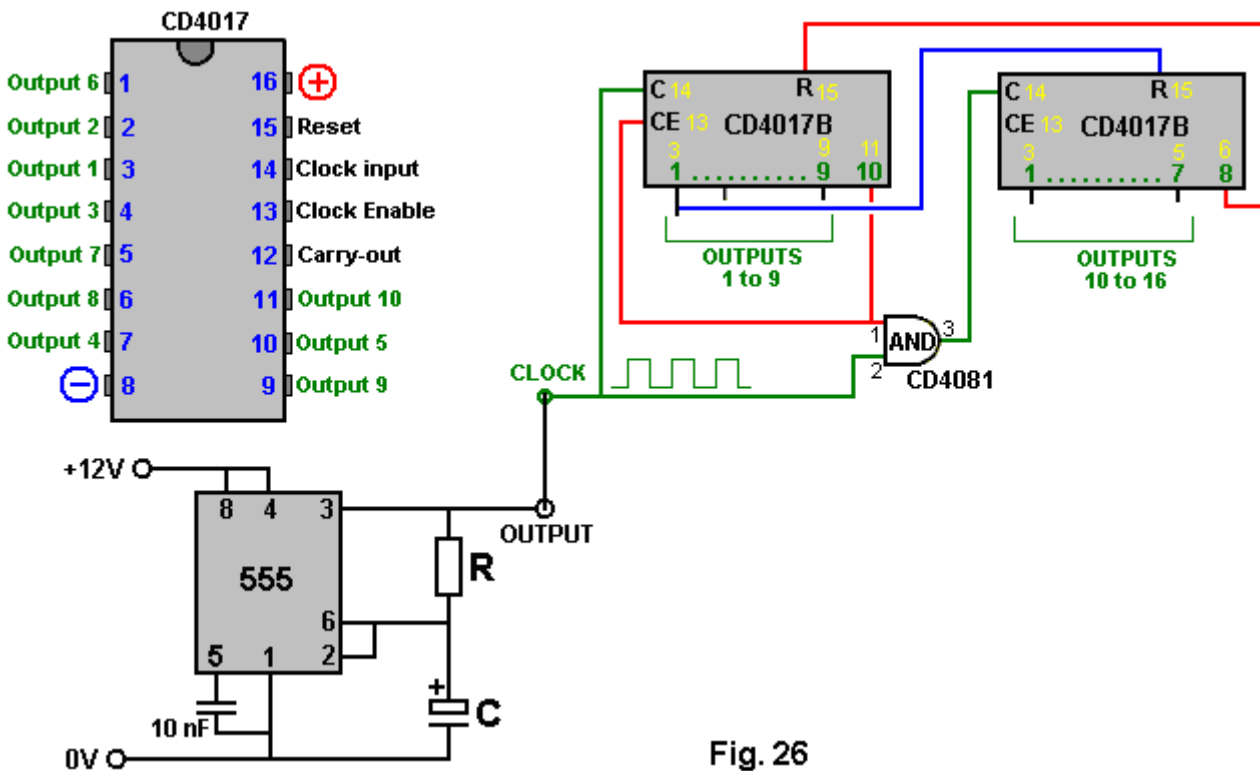 CD4017
Output 6 1 16 +
Output 2 2 15 Reset
Output 1 3 14 Clock input
Output 3 4 13 Clock Enable
Output 7 5 12 Carry-out
Output 8 6 11 Output 10
Output 4 7 10 Output 5
− 8 9 Output 9
C 14 R 15
CE 13 CD4017B
3 9 11
1 .......... 9 10
OUTPUTS
1 to 9
C 14 R 15
CE 13 CD4017B
3 5 6
1 .......... 7 8
OUTPUTS
10 to 16
1 AND 3
2
CD4081
CLOCK
OUTPUT
+12V
8 4 3
555
6
5 1 2
R
+
C
10 nF
0V
Fig. 26